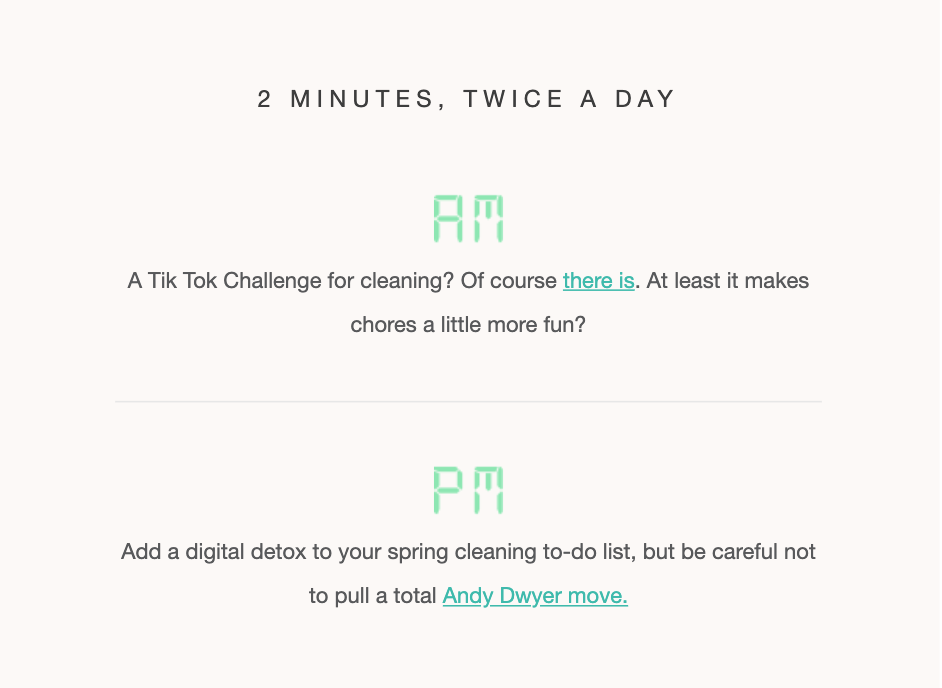 2 MINUTES, TWICE A DAY
AM
A Tik Tok Challenge for cleaning? Of course there is. At least it makes
chores a little more fun?
PM
Add a digital detox to your spring cleaning to-do list, but be careful not
to pull a total Andy Dwyer move.